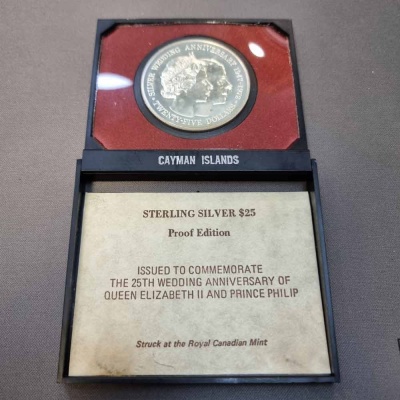 SILVER WEDDING ANNIVERSARY 1947
TWENTY-FIVE DOLLARS
CAYMAN ISLANDS
STERLING SILVER $25
Proof Edition
ISSUED TO COMMEMORATE
THE 25TH WEDDING ANNIVERSARY OF
QUEEN ELIZABETH II AND PRINCE PHILIP
Struck at the Royal Canadian Mint